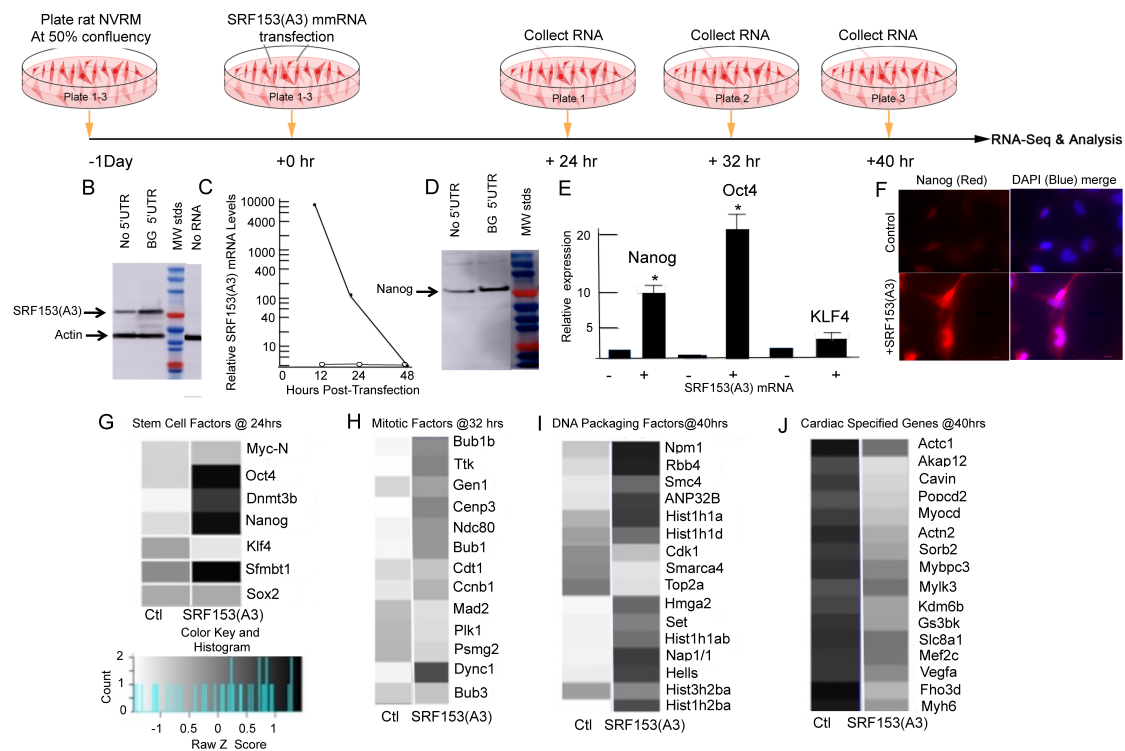 Plate rat NVRM
At 50% confluency
SRF153(A3) mmRNA
transfection
Collect RNA
Collect RNA
Collect RNA
Plate 1-3
Plate 1-3
Plate 1
Plate 2
Plate 3
RNA-Seq & Analysis
-1Day
+0 hr
+ 24 hr
+ 32 hr
+40 hr
B
No 5'UTR
BG 5'UTR
MW stds
No RNA
SRF153(A3)
Actin
C
Relative SRF153(A3) mRNA Levels
10000
1000
400
100
40
10
0
12
24
48
Hours Post-Transfection
D
No 5'UTR
BG 5'UTR
MW stds
Nanog
E
Relative expression
20
10
5
Nanog
*
Oct4
*
KLF4
- + - + - +
SRF153(A3) mRNA
F
Nanog (Red)
DAPI (Blue) merge
Control
+SRF153(A3)
G
Stem Cell Factors @ 24hrs
Myc-N
Oct4
Dnmt3b
Nanog
Klf4
Sfmbt1
Sox2
Ctl
SRF153(A3)
Color Key and
Histogram
Count
2
1
0
-1
0
0.5
1
Raw Z Score
H
Mitotic Factors @32 hrs
Bub1b
Ttk
Gen1
Cenp3
Ndc80
Bub1
Cdt1
Ccnb1
Mad2
Plk1
Psmg2
Dync1
Bub3
Ctl
SRF153(A3)
I
DNA Packaging Factors@40hrs
Npm1
Rbb4
Smc4
ANP32B
Hist1h1a
Hist1h1d
Cdk1
Smarca4
Top2a
Hmga2
Set
Hist1h1ab
Nap1/1
Hells
Hist3h2ba
Hist1h2ba
Ctl
SRF153(A3)
J
Cardiac Specified Genes @40hrs
Actc1
Akap12
Cavin
Popcd2
Myocd
Actn2
Sorb2
Mybpc3
Mylk3
Kdm6b
Gs3bk
Slc8a1
Mef2c
Vegfa
Fho3d
Myh6
Ctl
SRF153(A3)